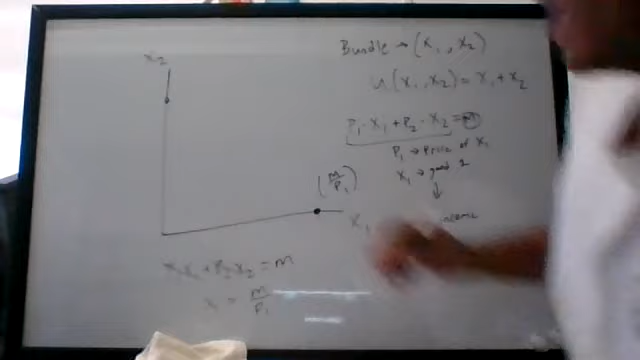 Bundle → (x₁, x₂)
x₂
u(x₁, x₂) = x₁ + x₂
P₁·x₁ + P₂·x₂ = m
P₁ → Price of x₁
x₁ → good 1
(m/P₁)
income
x₁
P₁x₁ + P₂x₂ = m
x₁ = m/P₁